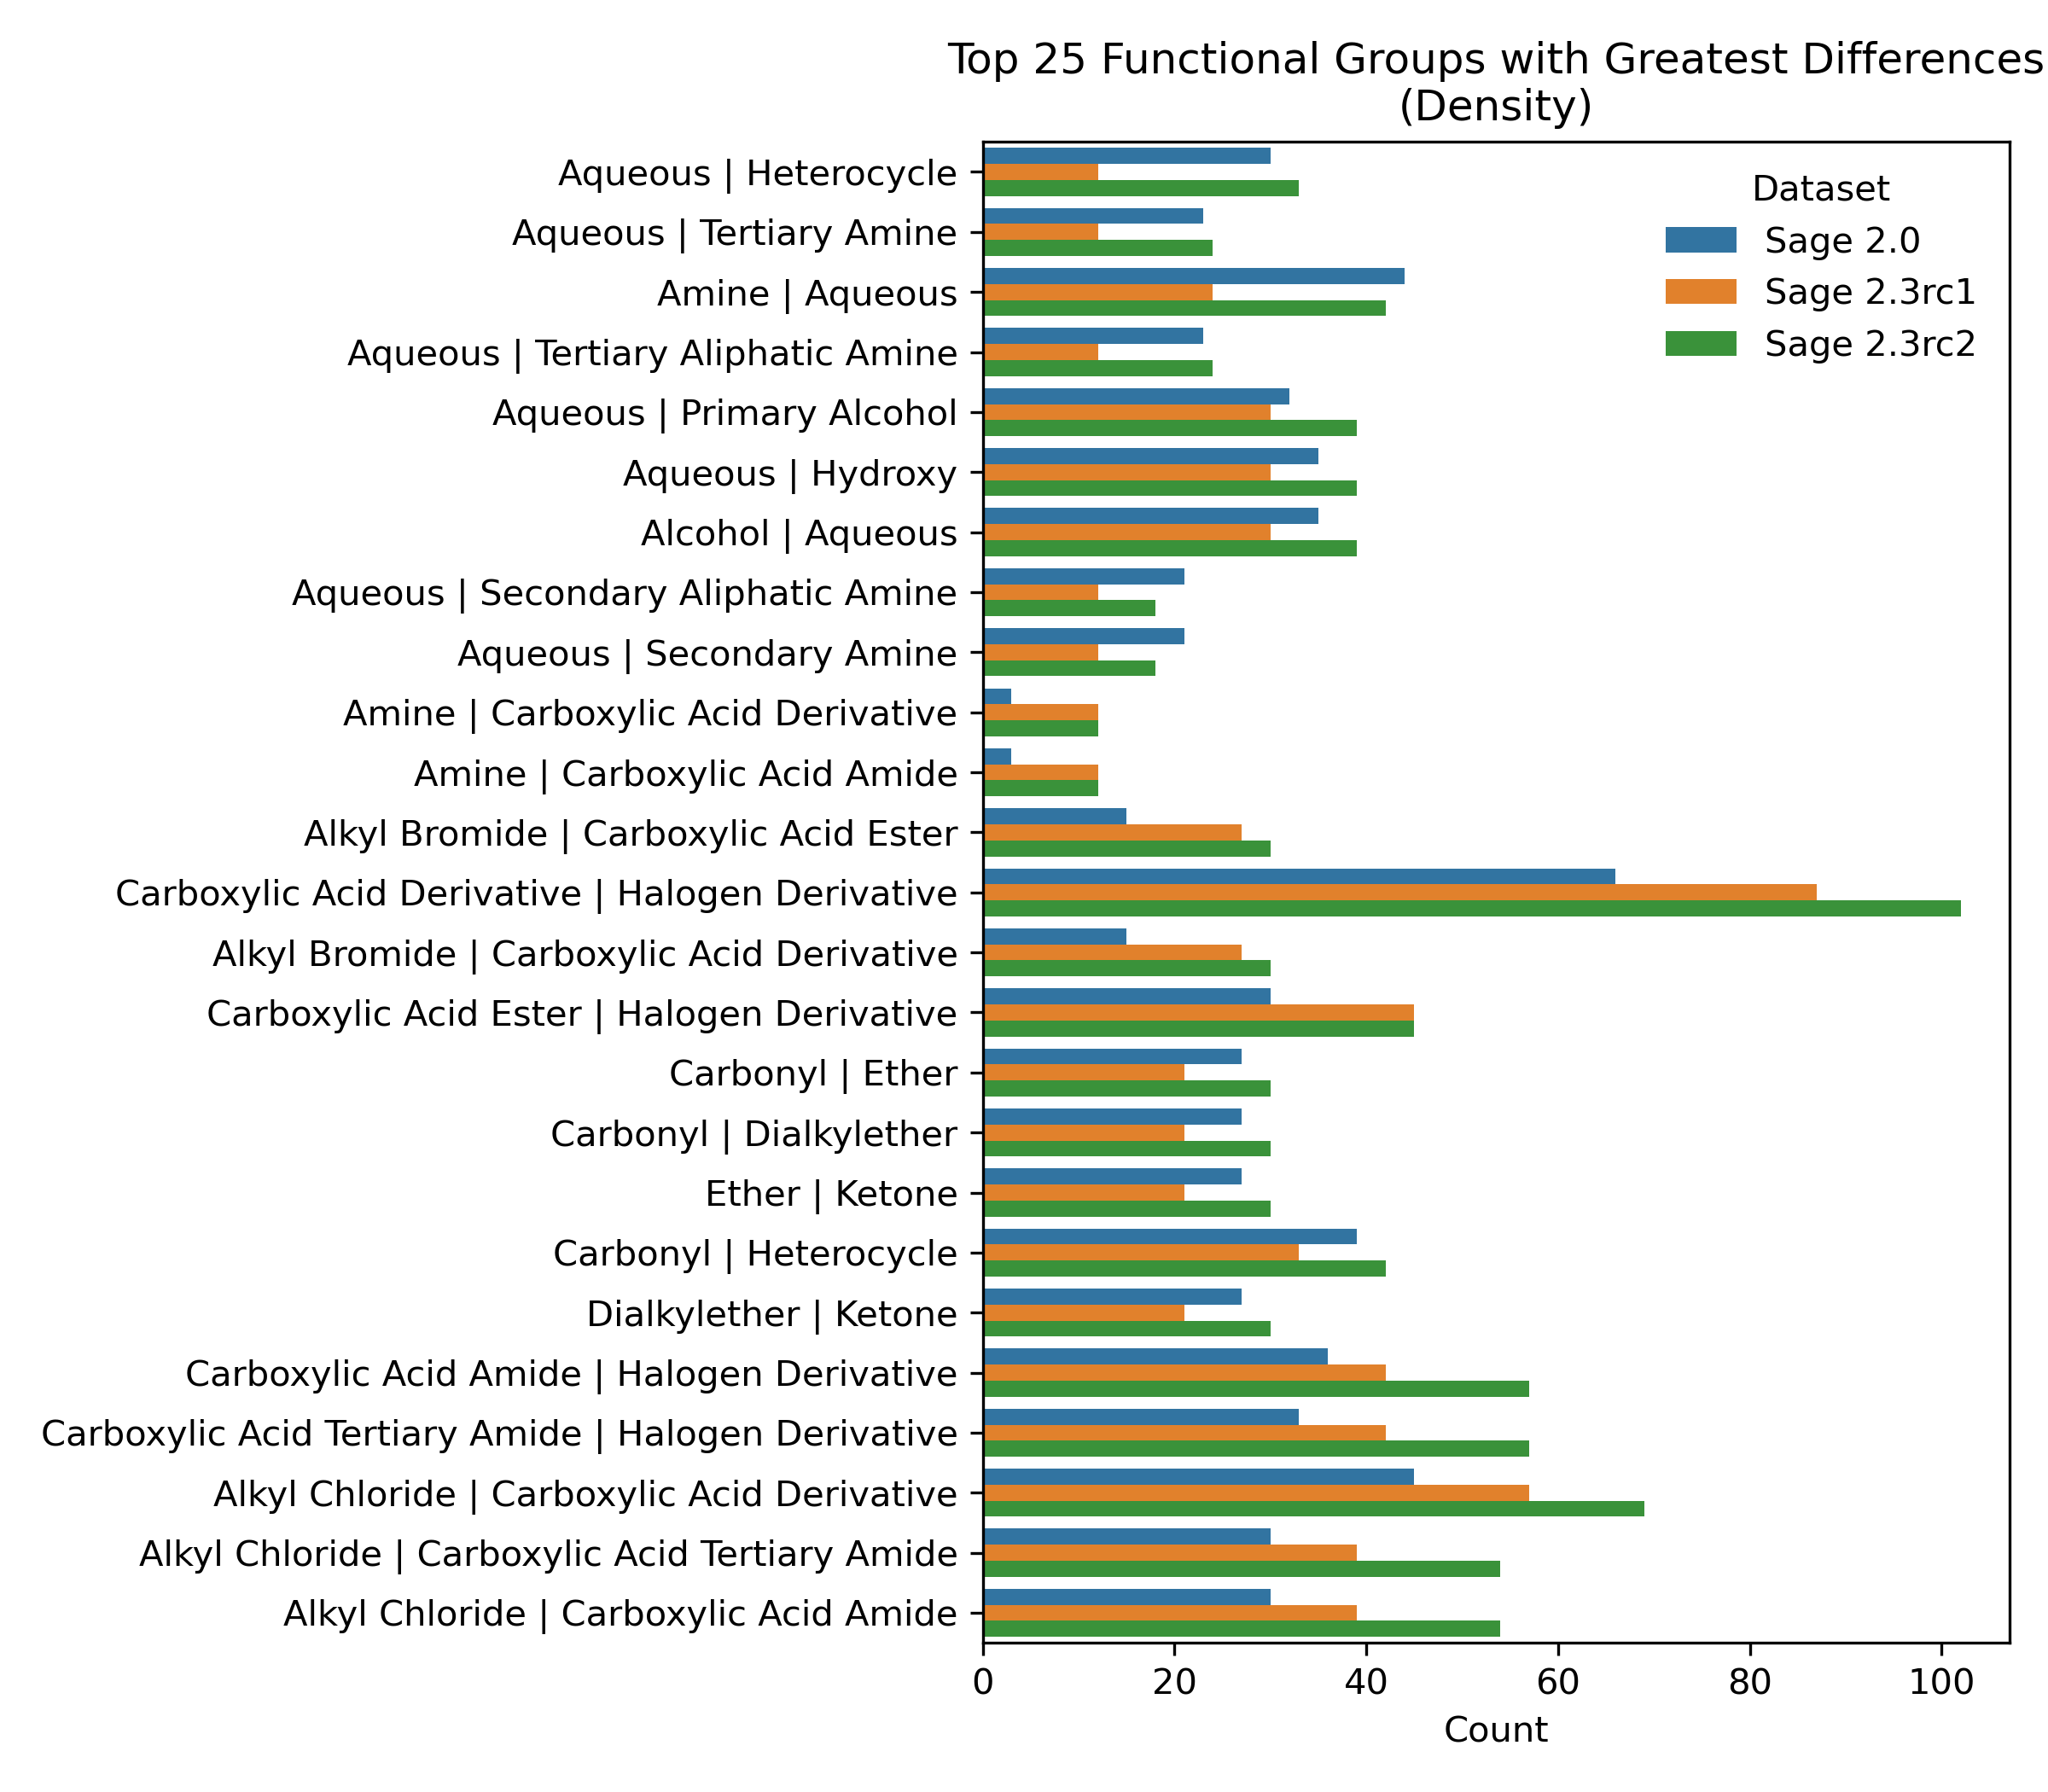 Top 25 Functional Groups with Greatest Differences
(Density)
Aqueous | Heterocycle
Aqueous | Tertiary Amine
Amine | Aqueous
Aqueous | Tertiary Aliphatic Amine
Aqueous | Primary Alcohol
Aqueous | Hydroxy
Alcohol | Aqueous
Aqueous | Secondary Aliphatic Amine
Aqueous | Secondary Amine
Amine | Carboxylic Acid Derivative
Amine | Carboxylic Acid Amide
Alkyl Bromide | Carboxylic Acid Ester
Carboxylic Acid Derivative | Halogen Derivative
Alkyl Bromide | Carboxylic Acid Derivative
Carboxylic Acid Ester | Halogen Derivative
Carbonyl | Ether
Carbonyl | Dialkylether
Ether | Ketone
Carbonyl | Heterocycle
Dialkylether | Ketone
Carboxylic Acid Amide | Halogen Derivative
Carboxylic Acid Tertiary Amide | Halogen Derivative
Alkyl Chloride | Carboxylic Acid Derivative
Alkyl Chloride | Carboxylic Acid Tertiary Amide
Alkyl Chloride | Carboxylic Acid Amide
Dataset
Sage 2.0
Sage 2.3rc1
Sage 2.3rc2
0 20 40 60 80 100
Count